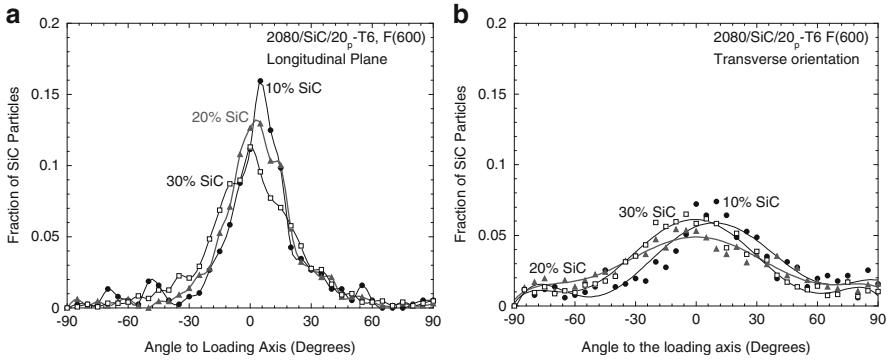 a
0.2
0.15
0.1
0.05
0
Fraction of SiC Particles
2080/SiC/20p-T6, F(600)
Longitudinal Plane
10% SiC
20% SiC
30% SiC
-90 -60 -30 0 30 60 90
Angle to Loading Axis (Degrees)
b
0.2
0.15
0.1
0.05
0
Fraction of SiC Particles
2080/SiC/20p-T6 F(600)
Transverse orientation
10% SiC
30% SiC
20% SiC
-90 -60 -30 0 30 60 90
Angle to the loading axis (Degrees)